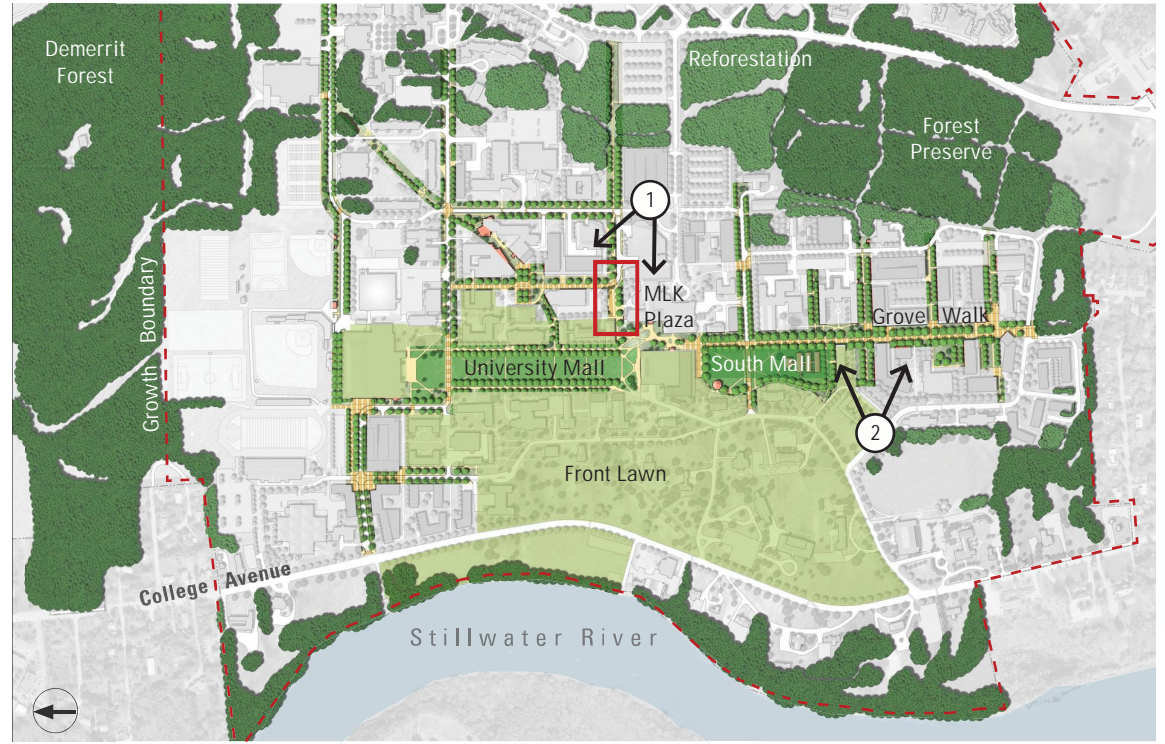 Demerrit
Forest
Reforestation
Forest
Preserve
1
MLK
Plaza
Grovell Walk
Growth Boundary
University Mall
South Mall
2
Front Lawn
College Avenue
Stillwater River